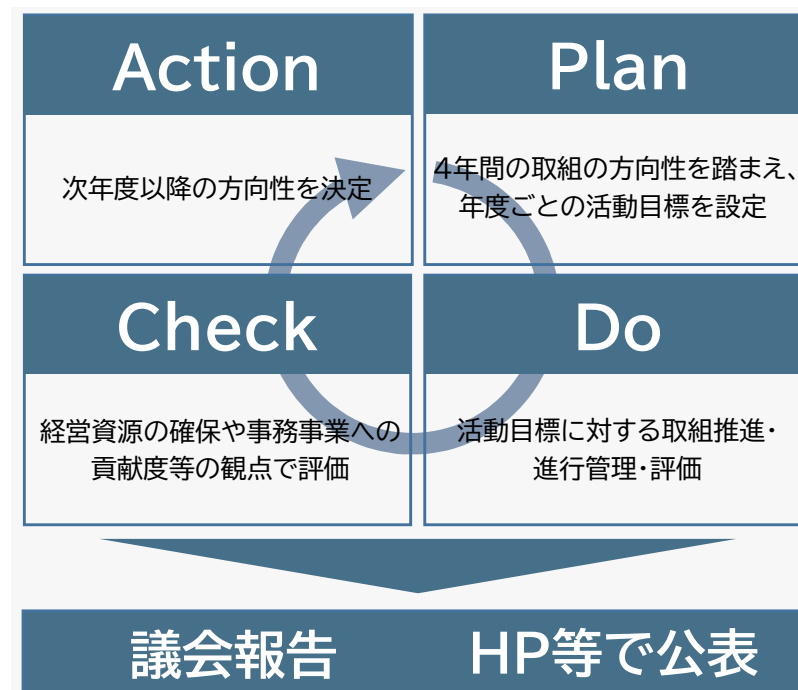 Action
次年度以降の方向性を決定
Plan
4年間の取組の方向性を踏まえ、
年度ごとの活動目標を設定
Check
経営資源の確保や事務事業への
貢献度等の観点で評価
Do
活動目標に対する取組推進・
進行管理・評価
議会報告
HP等で公表